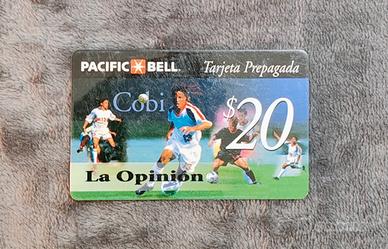 PACIFIC BELL.
Tarjeta Prepagada
Cobi
$20
La Opinion